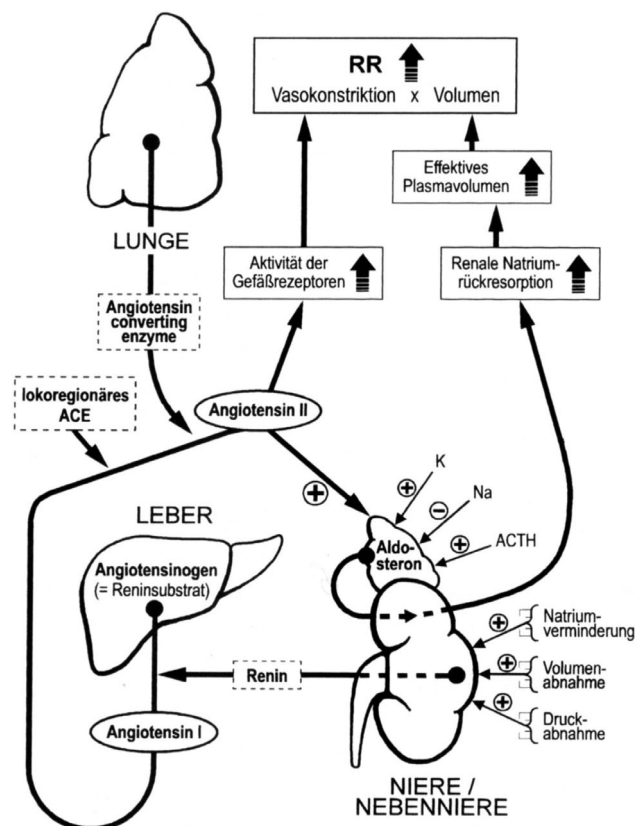 RR
Vasokonstriktion x Volumen
Effektives
Plasmavolumen
LUNGE
Aktivität der
Gefäßrezeptoren
Renale Natrium-
rückresorption
Angiotensin
converting
enzyme
lokoregionäres
ACE
Angiotensin II
+
K
+
Na
−
ACTH
+
LEBER
Angiotensinogen
(= Reninsubstrat)
Aldo-
steron
Natrium-
verminderung
+
Renin
Volumen-
abnahme
+
Angiotensin I
Druck-
abnahme
+
NIERE /
NEBENNIERE